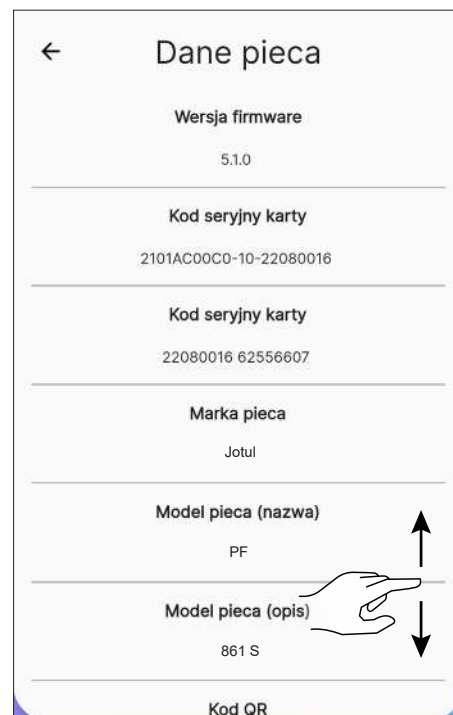 Dane pieca
Wersja firmware
5.1.0
Kod seryjny karty
2101AC00C0-10-22080016
Kod seryjny karty
22080016 62556607
Marka pieca
Jotul
Model pieca (nazwa)
PF
Model pieca (opis)
861 S
Kod QR